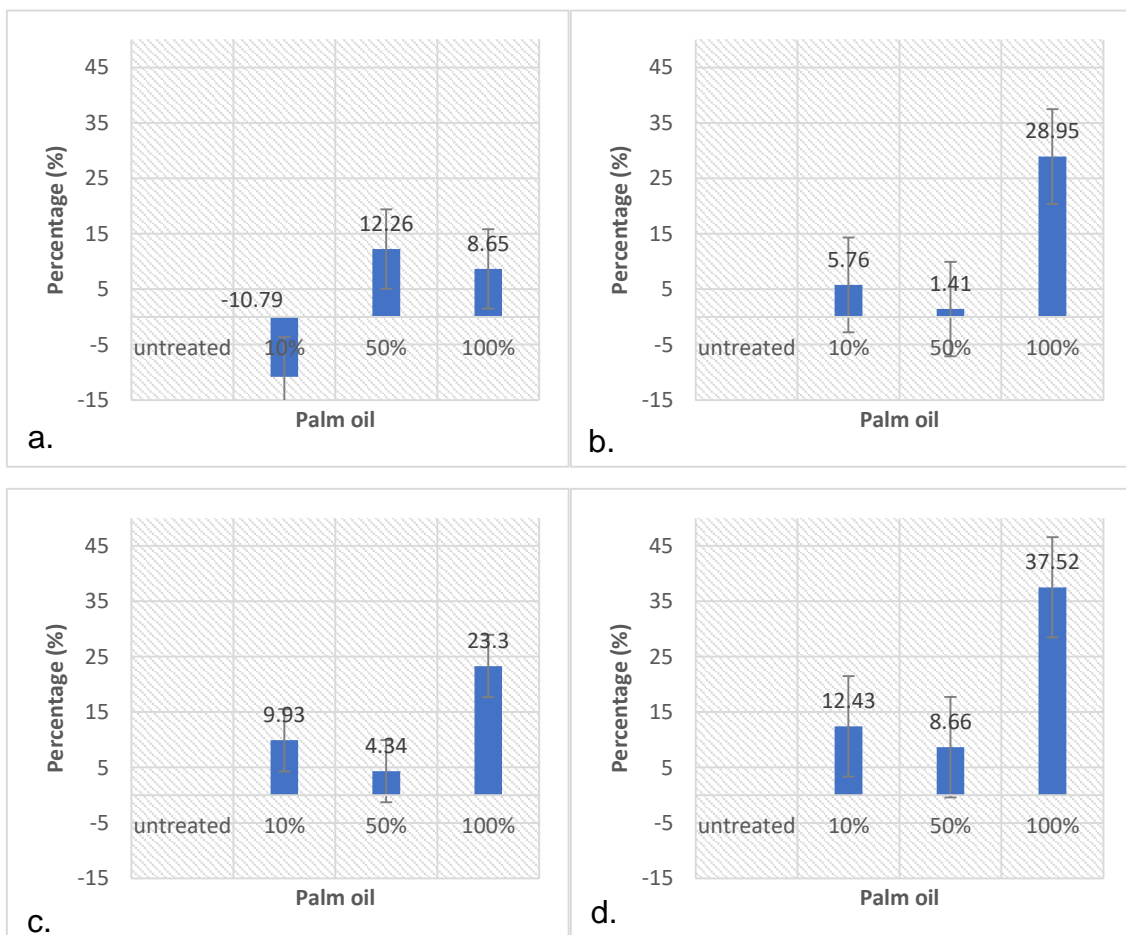 45
35
25
15
5
-5
-15
Percentage (%)
12.26
8.65
-10.79
untreated 10% 50% 100%
Palm oil
a.
45
35
25
15
5
-5
-15
Percentage (%)
28.95
5.76
1.41
untreated 10% 50% 100%
Palm oil
b.
45
35
25
15
5
-5
-15
Percentage (%)
23.3
9.93
4.34
untreated 10% 50% 100%
Palm oil
c.
45
35
25
15
5
-5
-15
Percentage (%)
37.52
12.43
8.66
untreated 10% 50% 100%
Palm oil
d.